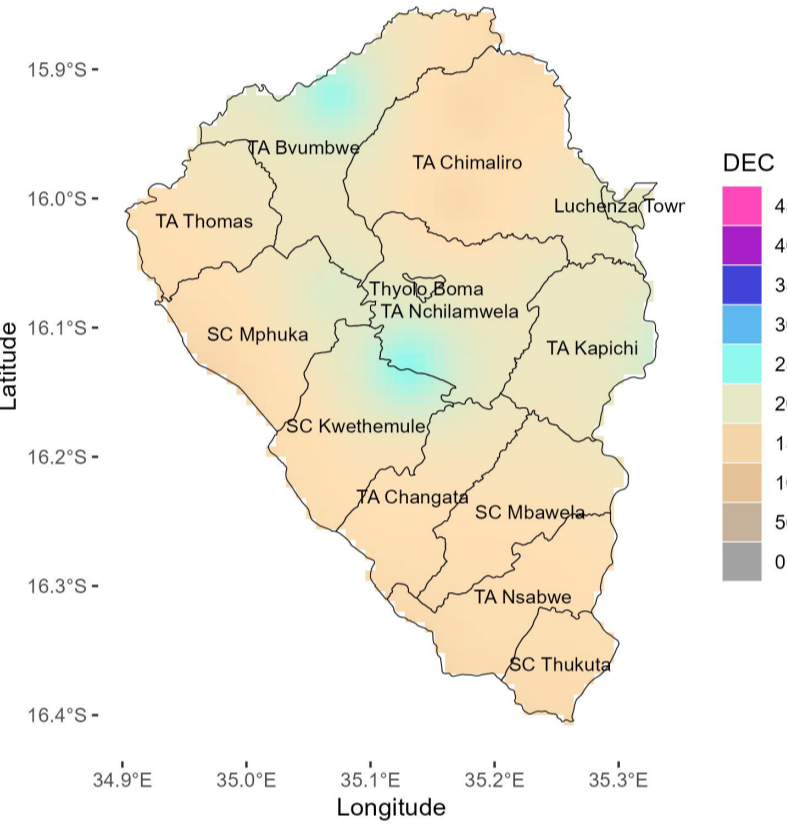 15.9°S
16.0°S
16.1°S
16.2°S
16.3°S
16.4°S
Latitude
TA Bvumbwe
TA Chimaliro
TA Thomas
Luchenza Towr
Thyolo Boma
TA Nchilamwela
SC Mphuka
TA Kapichi
SC Kwethemule
TA Changata
SC Mbawela
TA Nsabwe
SC Thukuta
34.9°E 35.0°E 35.1°E 35.2°E 35.3°E
Longitude
DEC
0